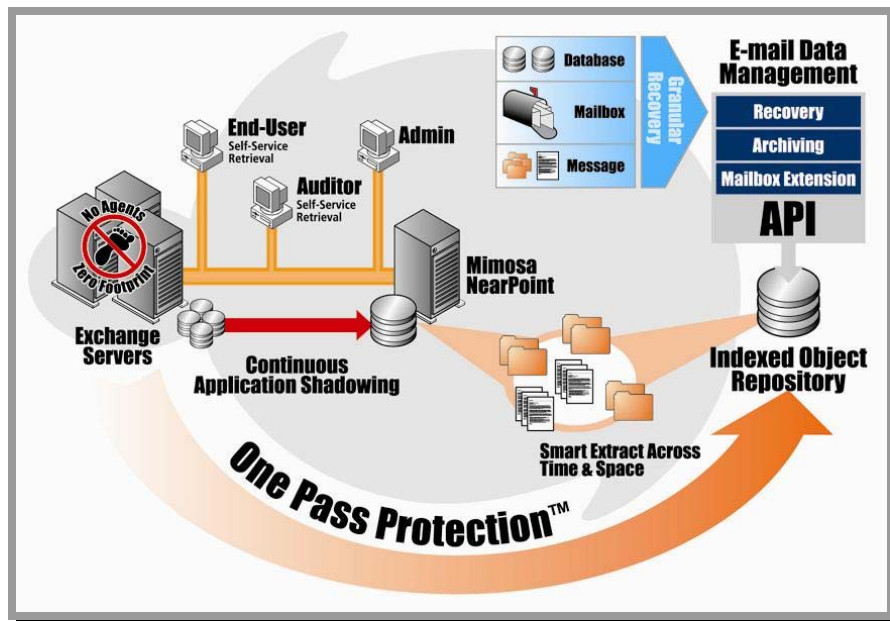 Database
Mailbox
Message
Granular
Recovery
E-mail Data
Management
Recovery
Archiving
Mailbox Extension
API
End-User
Self-Service
Retrieval
Admin
Auditor
Self-Service
Retrieval
No Agents
Zero Footprint
Exchange
Servers
Mimosa
NearPoint
Continuous
Application Shadowing
Indexed Object
Repository
Smart Extract Across
Time & Space
One Pass Protection™